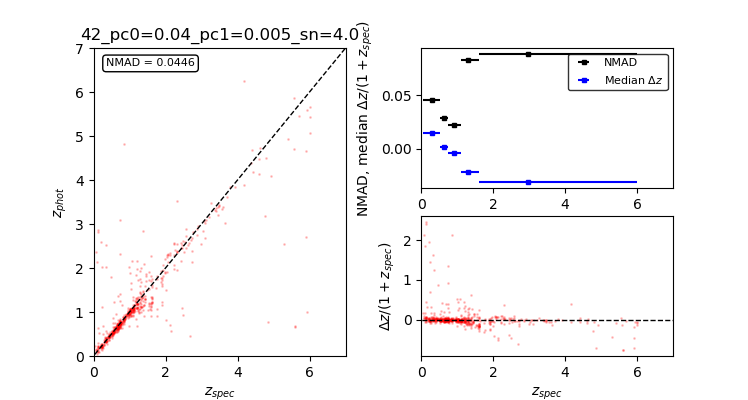 42_pc0=0.04_pc1=0.005_sn=4.0
NMAD = 0.0446
7
6
5
4
3
2
1
0
z_phot
0 2 4 6
z_spec
NMAD, median Δz/(1 + z_spec)
0.05
0.00
NMAD
Median Δz
0 2 4 6
Δz/(1 + z_spec)
2
1
0
0 2 4 6
z_spec